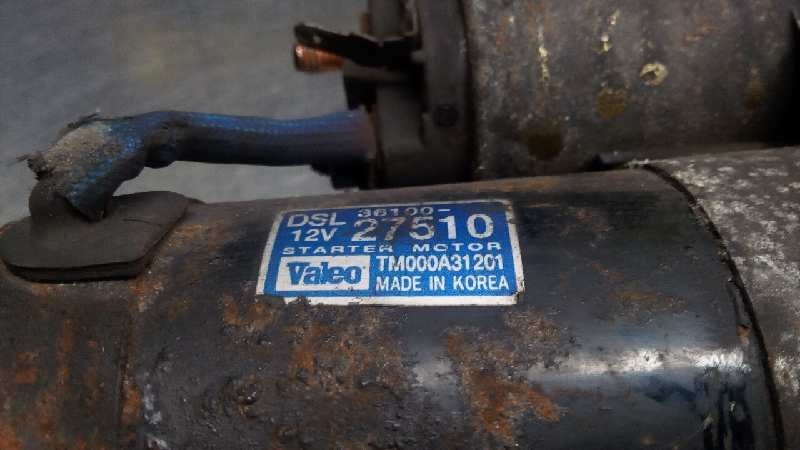 DSL 36100-
12V 27510
STARTER MOTOR
Valeo TM000A31201
MADE IN KOREA